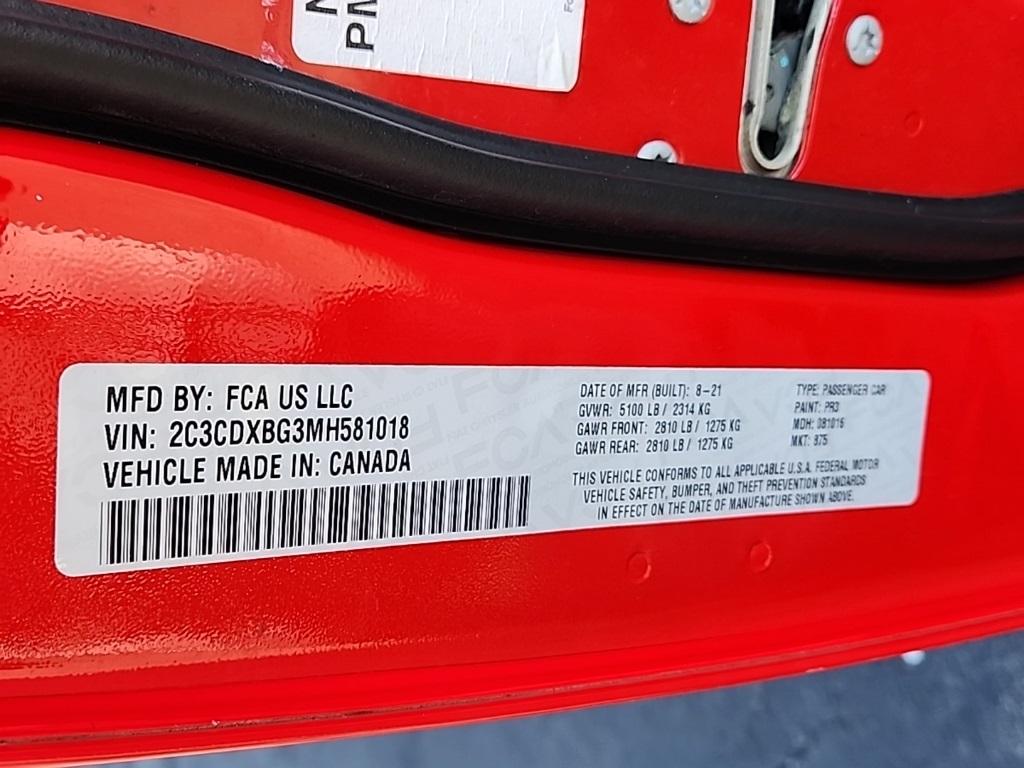 PM
MFD BY: FCA US LLC
VIN: 2C3CDXBG3MH581018
VEHICLE MADE IN: CANADA
DATE OF MFR (BUILT): 8-21
GVWR: 5100 LB / 2314 KG
GAWR FRONT: 2810 LB / 1275 KG
GAWR REAR: 2810 LB / 1275 KG
TYPE: PASSENGER CAR
PAINT: PR3
MDH: 081016
MKT: 875
THIS VEHICLE CONFORMS TO ALL APPLICABLE U.S.A. FEDERAL MOTOR
VEHICLE SAFETY, BUMPER, AND THEFT PREVENTION STANDARDS
IN EFFECT ON THE DATE OF MANUFACTURE SHOWN ABOVE.